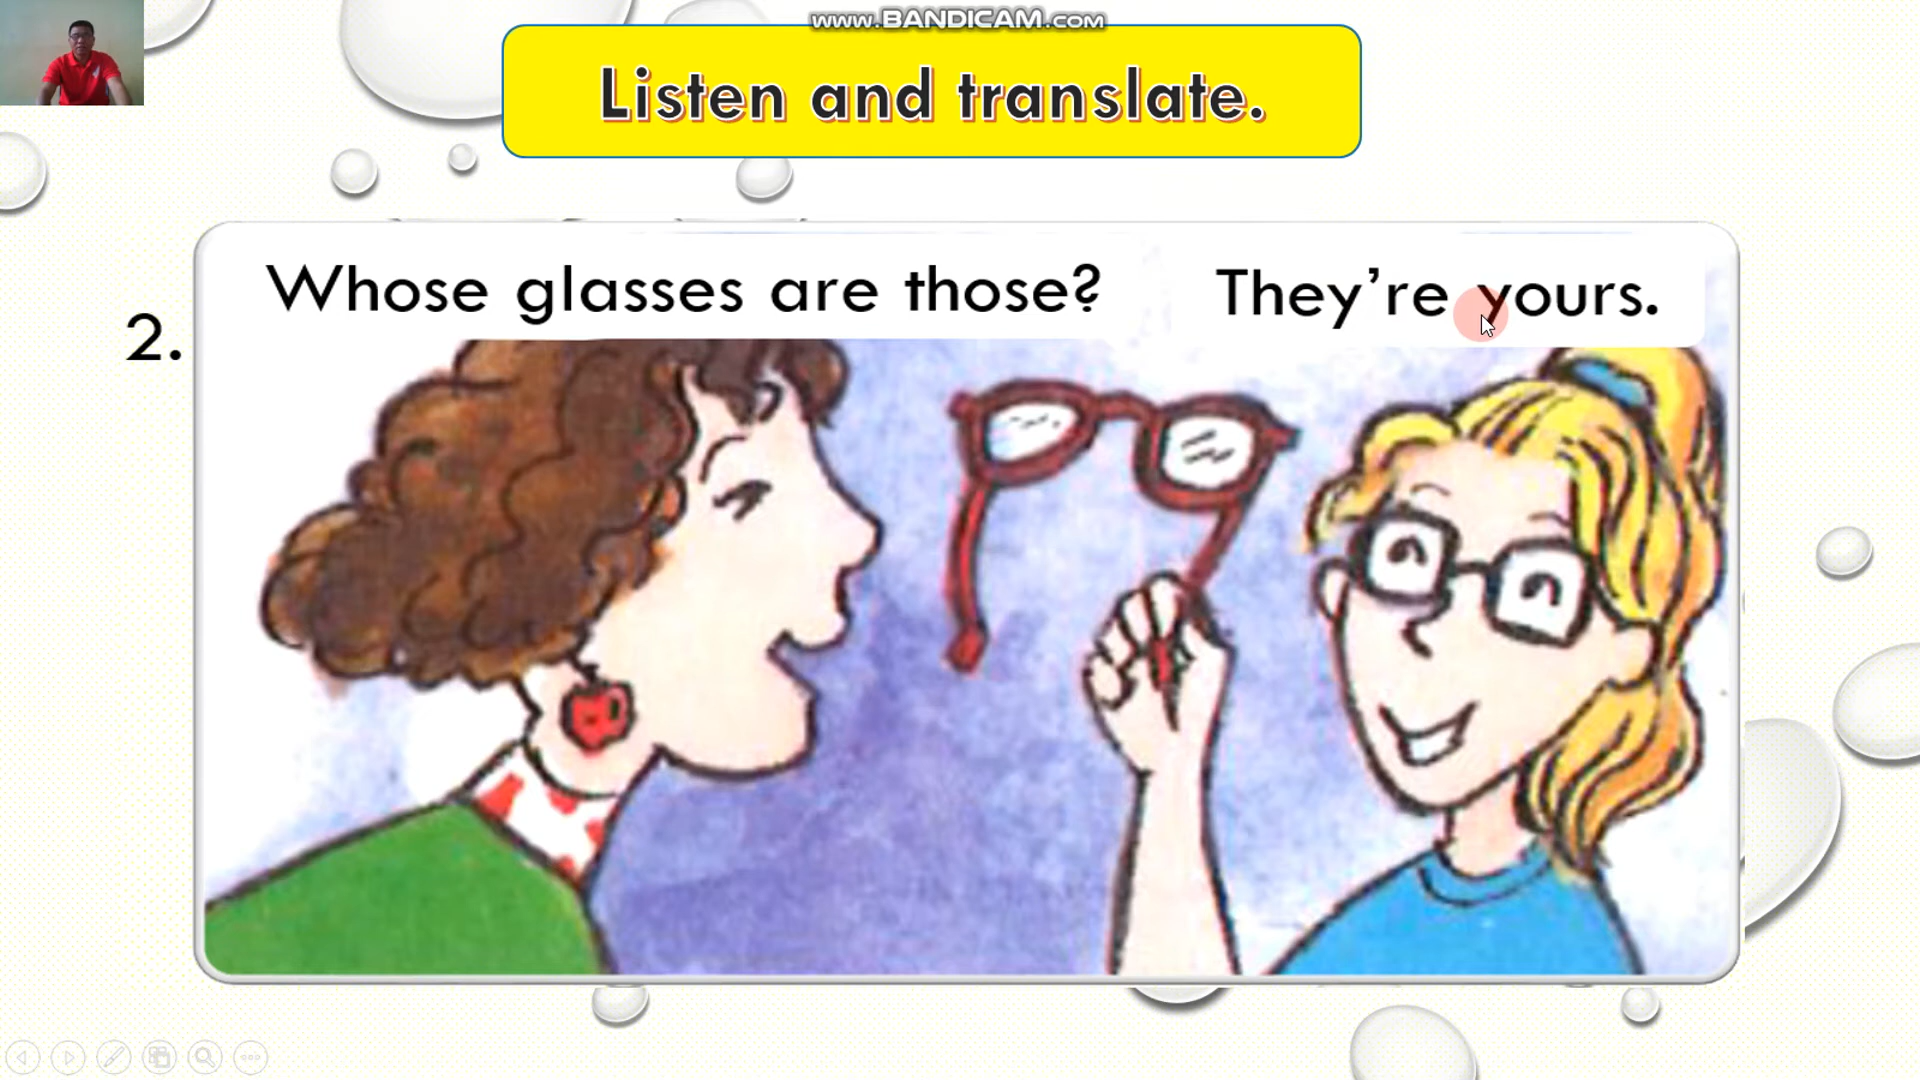 www.BANDICAM.com
Listen and translate.
Whose glasses are those? They're yours.
2.